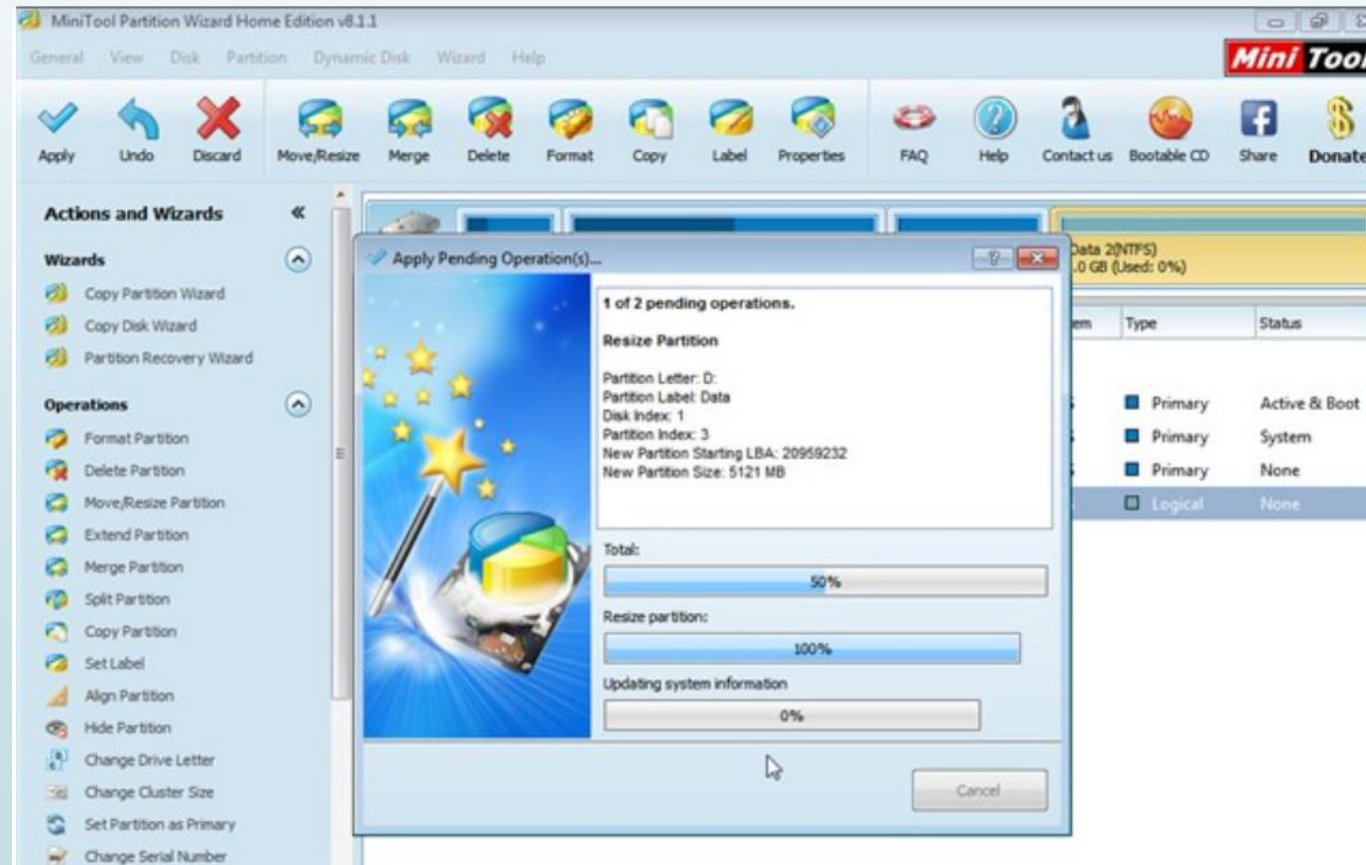 MiniTool Partition Wizard Home Edition v8.1.1
General View Disk Partition Dynamic Disk Wizard Help
Mini Tool
Apply Undo Discard Move/Resize Merge Delete Format Copy Label Properties FAQ Help Contact us Bootable CD Share Donate
Actions and Wizards
Wizards
Copy Partition Wizard
Copy Disk Wizard
Partition Recovery Wizard
Operations
Format Partition
Delete Partition
Move/Resize Partition
Extend Partition
Merge Partition
Split Partition
Copy Partition
Set Label
Align Partition
Hide Partition
Change Drive Letter
Change Cluster Size
Set Partition as Primary
Change Serial Number
Data 2(NTFS)
.0 GB (Used: 0%)
Type Status
Primary Active & Boot
Primary System
Primary None
Logical None
Apply Pending Operation(s)...
1 of 2 pending operations.
Resize Partition
Partition Letter: D:
Partition Label: Data
Disk Index: 1
Partition Index: 3
New Partition Starting LBA: 20959232
New Partition Size: 5121 MB
Total:
50%
Resize partition:
100%
Updating system information
0%
Cancel